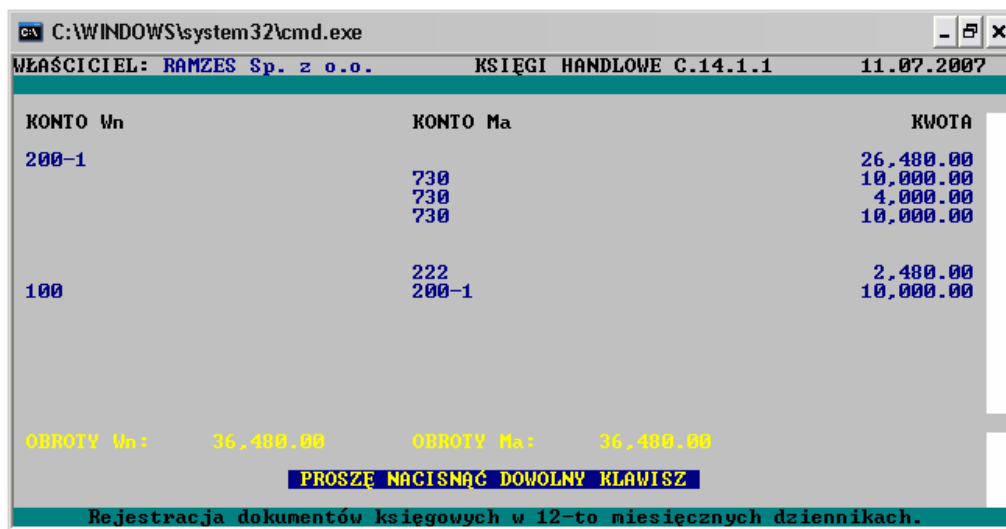 C:\WINDOWS\system32\cmd.exe
WŁAŚCICIEL: RAMZES Sp. z o.o. KSIĘGI HANDLOWE C.14.1.1 11.07.2007
KONTO Wn KONTO Ma KWOTA
200-1 26,480.00
730 10,000.00
730 4,000.00
730 10,000.00
222 2,480.00
100 200-1 10,000.00
OBROTY Wn: 36,480.00 OBROTY Ma: 36,480.00
PROSZĘ NACISNĄĆ DOWOLNY KLAWISZ
Rejestracja dokumentów księgowych w 12-to miesięcznych dziennikach.